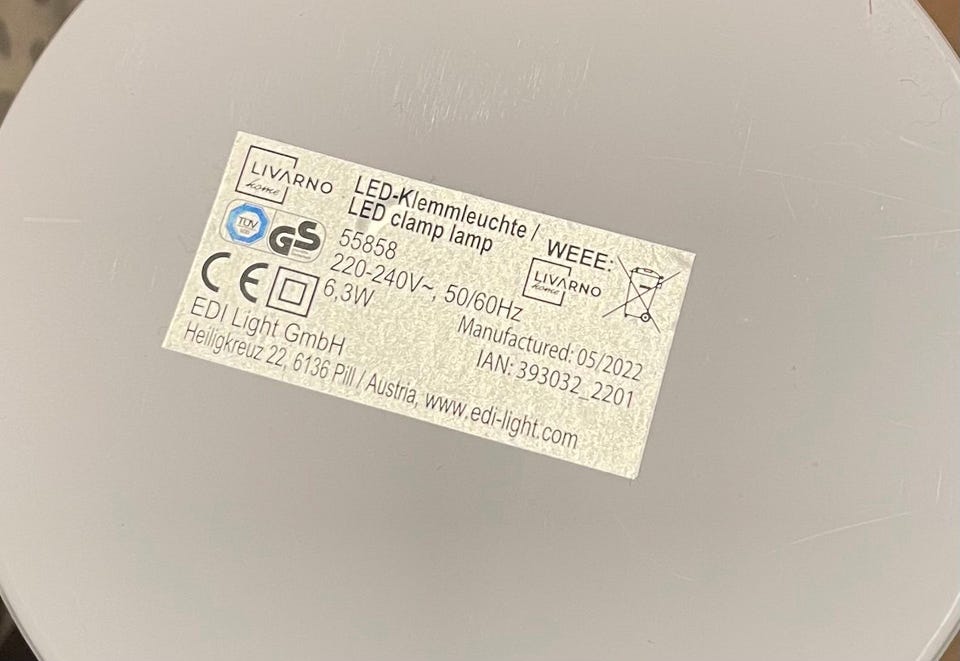 LIVARNO
home
LED-Klemmleuchte /
LED clamp lamp
TÜV
GS
55858
220-240V~, 50/60Hz
6,3W
WEEE:
LIVARNO
home
CE
Manufactured: 05/2022
IAN: 393032_2201
EDI Light GmbH
Heiligkreuz 22, 6136 Pill / Austria, www.edi-light.com